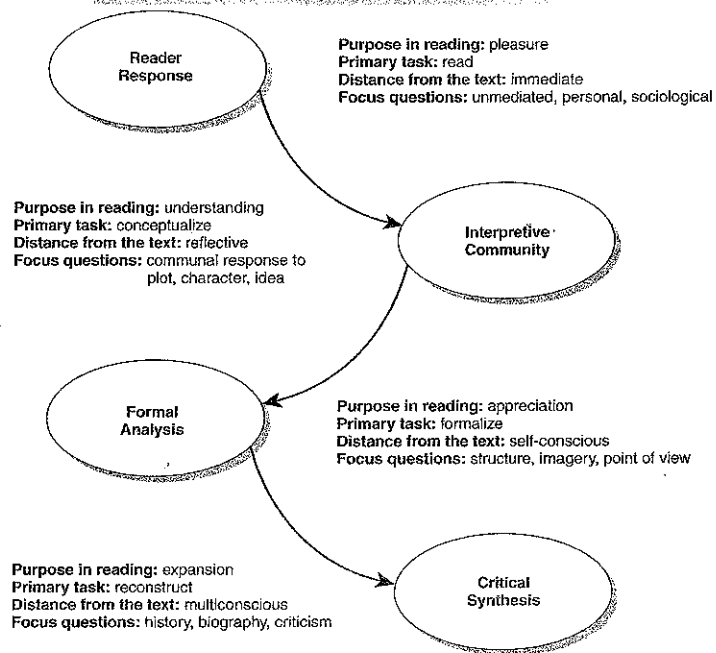 Reader
Response
Purpose in reading: pleasure
Primary task: read
Distance from the text: immediate
Focus questions: unmediated, personal, sociological
Purpose in reading: understanding
Primary task: conceptualize
Distance from the text: reflective
Focus questions: communal response to
plot, character, idea
Interpretive
Community
Formal
Analysis
Purpose in reading: appreciation
Primary task: formalize
Distance from the text: self-conscious
Focus questions: structure, imagery, point of view
Purpose in reading: expansion
Primary task: reconstruct
Distance from the text: multiconscious
Focus questions: history, biography, criticism
Critical
Synthesis